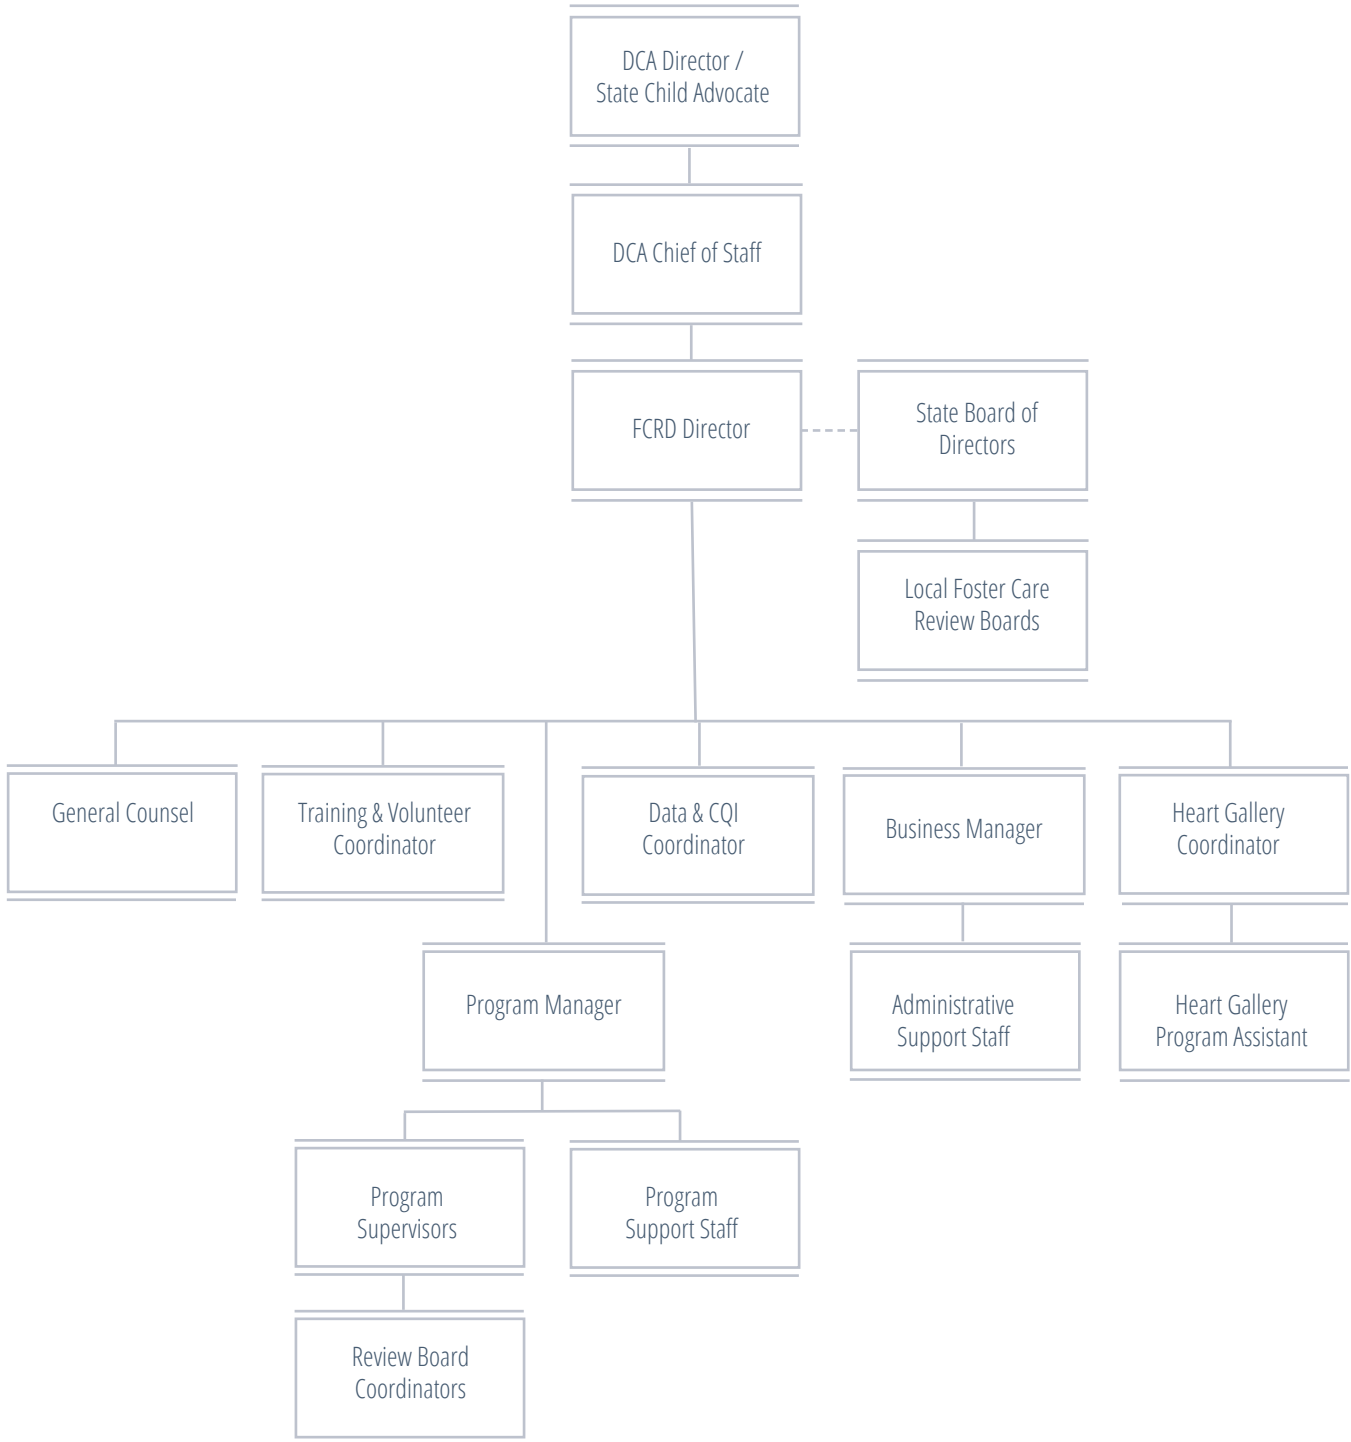 DCA Director /
State Child Advocate
DCA Chief of Staff
FCRD Director
State Board of
Directors
Local Foster Care
Review Boards
General Counsel
Training & Volunteer
Coordinator
Data & CQI
Coordinator
Business Manager
Heart Gallery
Coordinator
Program Manager
Administrative
Support Staff
Heart Gallery
Program Assistant
Program
Supervisors
Program
Support Staff
Review Board
Coordinators